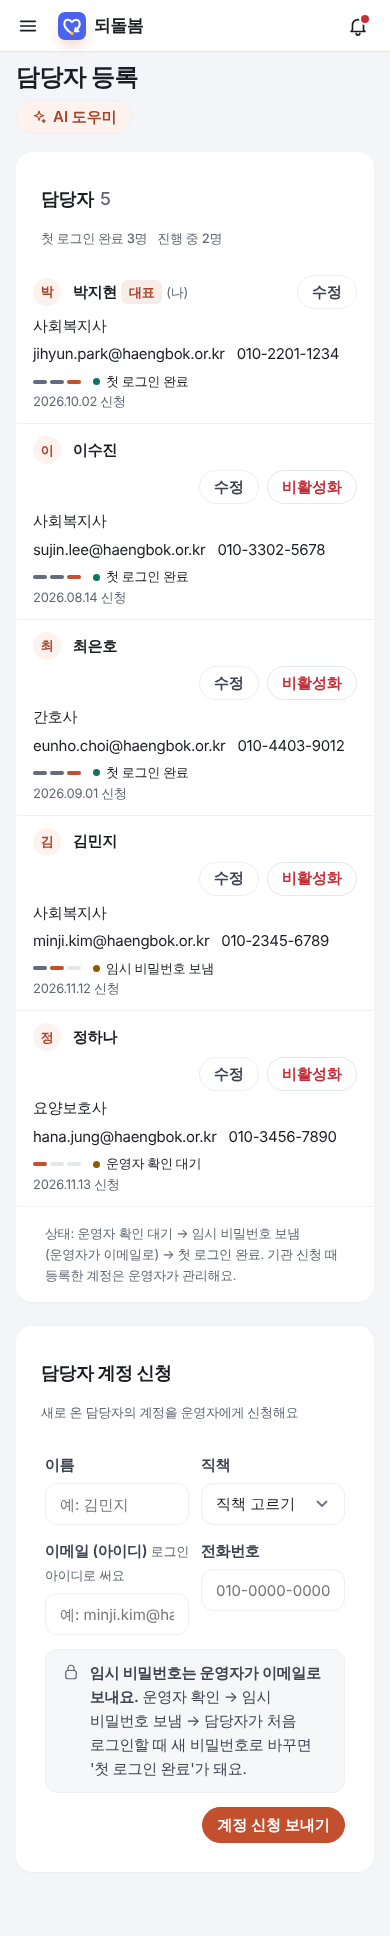 되돌봄
담당자 등록
AI 도우미
담당자 5
첫 로그인 완료 3명 진행 중 2명
박 박지현 대표 (나) 수정
사회복지사
jihyun.park@haengbok.or.kr 010-2201-1234
첫 로그인 완료
2026.10.02 신청
이 이수진
수정 비활성화
사회복지사
sujin.lee@haengbok.or.kr 010-3302-5678
첫 로그인 완료
2026.08.14 신청
최 최은호
수정 비활성화
간호사
eunho.choi@haengbok.or.kr 010-4403-9012
첫 로그인 완료
2026.09.01 신청
김 김민지
수정 비활성화
사회복지사
minji.kim@haengbok.or.kr 010-2345-6789
임시 비밀번호 보냄
2026.11.12 신청
정 정하나
수정 비활성화
요양보호사
hana.jung@haengbok.or.kr 010-3456-7890
운영자 확인 대기
2026.11.13 신청
상태: 운영자 확인 대기 → 임시 비밀번호 보냄
(운영자가 이메일로) → 첫 로그인 완료. 기관 신청 때
등록한 계정은 운영자가 관리해요.
담당자 계정 신청
새로 온 담당자의 계정을 운영자에게 신청해요
이름 직책
예: 김민지 직책 고르기
이메일 (아이디) 로그인 전화번호
아이디로 써요
010-0000-0000
예: minji.kim@ha
임시 비밀번호는 운영자가 이메일로
보내요. 운영자 확인 → 임시
비밀번호 보냄 → 담당자가 처음
로그인할 때 새 비밀번호로 바꾸면
'첫 로그인 완료'가 돼요.
계정 신청 보내기